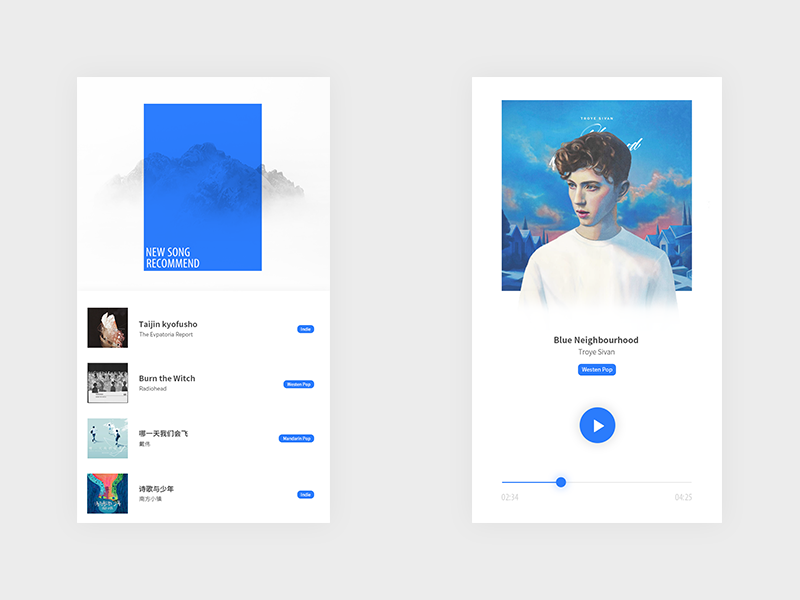 NEW SONG
RECOMMEND
Taijin kyofusho
The Evpatoria Report
Indie
Burn the Witch
Radiohead
Westen Pop
哪一天我们会飞
戴伟
Mandarin Pop
诗歌与少年
南方小镇
Indie
TROYE SIVAN
Blue Neighbourhood
Troye Sivan
Westen Pop
02:34
04:25